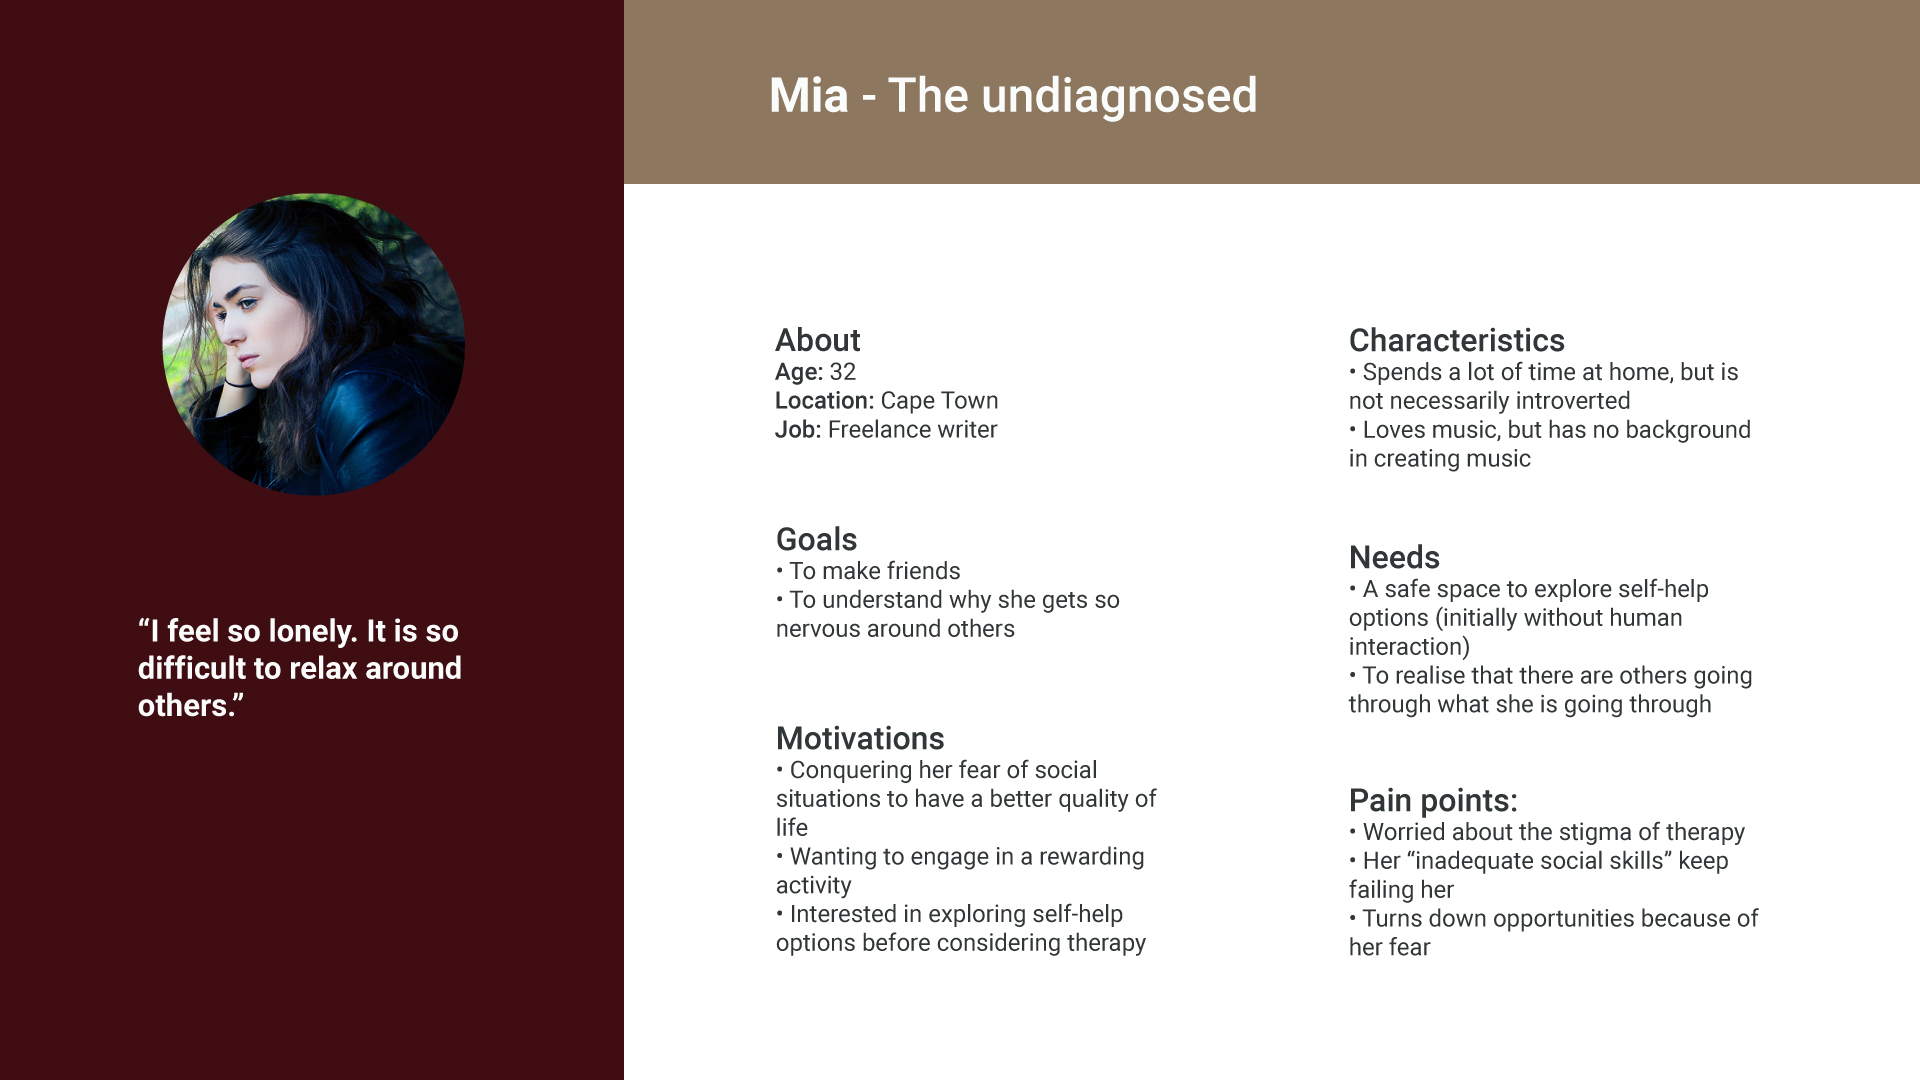 Mia - The undiagnosed
“I feel so lonely. It is so
difficult to relax around
others.”
About
Age: 32
Location: Cape Town
Job: Freelance writer
Goals
• To make friends
• To understand why she gets so
nervous around others
Motivations
• Conquering her fear of social
situations to have a better quality of
life
• Wanting to engage in a rewarding
activity
• Interested in exploring self-help
options before considering therapy
Characteristics
• Spends a lot of time at home, but is
not necessarily introverted
• Loves music, but has no background
in creating music
Needs
• A safe space to explore self-help
options (initially without human
interaction)
• To realise that there are others going
through what she is going through
Pain points:
• Worried about the stigma of therapy
• Her “inadequate social skills” keep
failing her
• Turns down opportunities because of
her fear